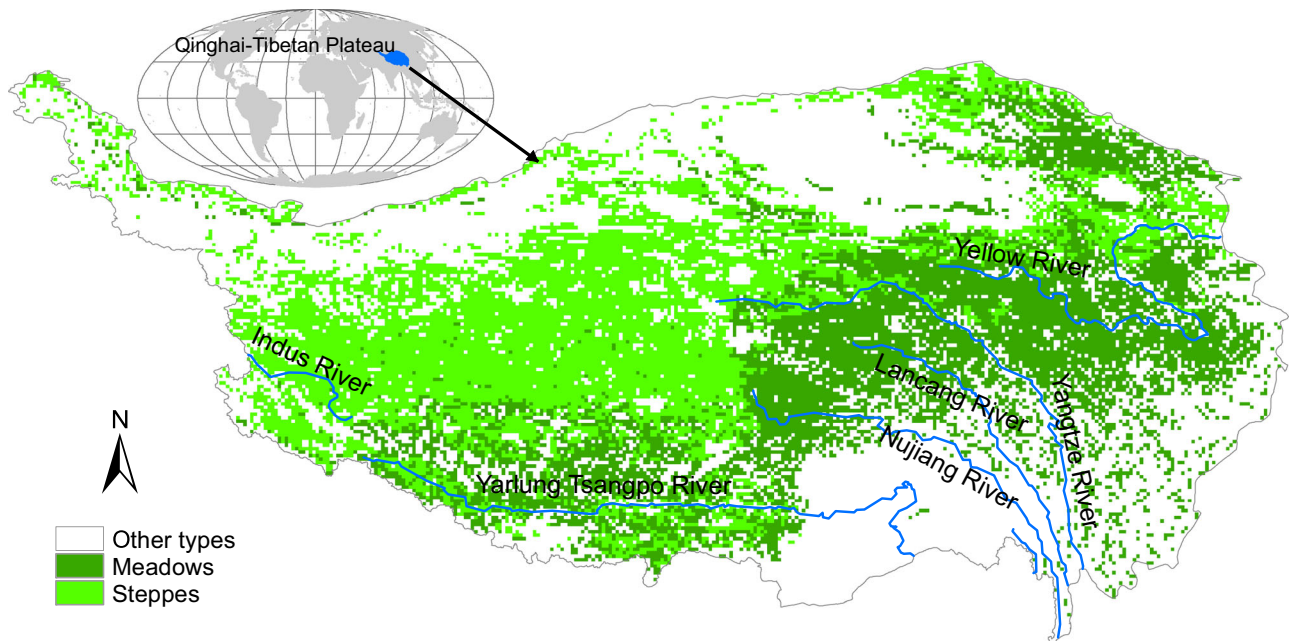 Qinghai-Tibetan Plateau
Yellow River
Indus River
Lancang River
Yangtze River
Nujiang River
Yarlung Tsangpo River
N
Other types
Meadows
Steppes